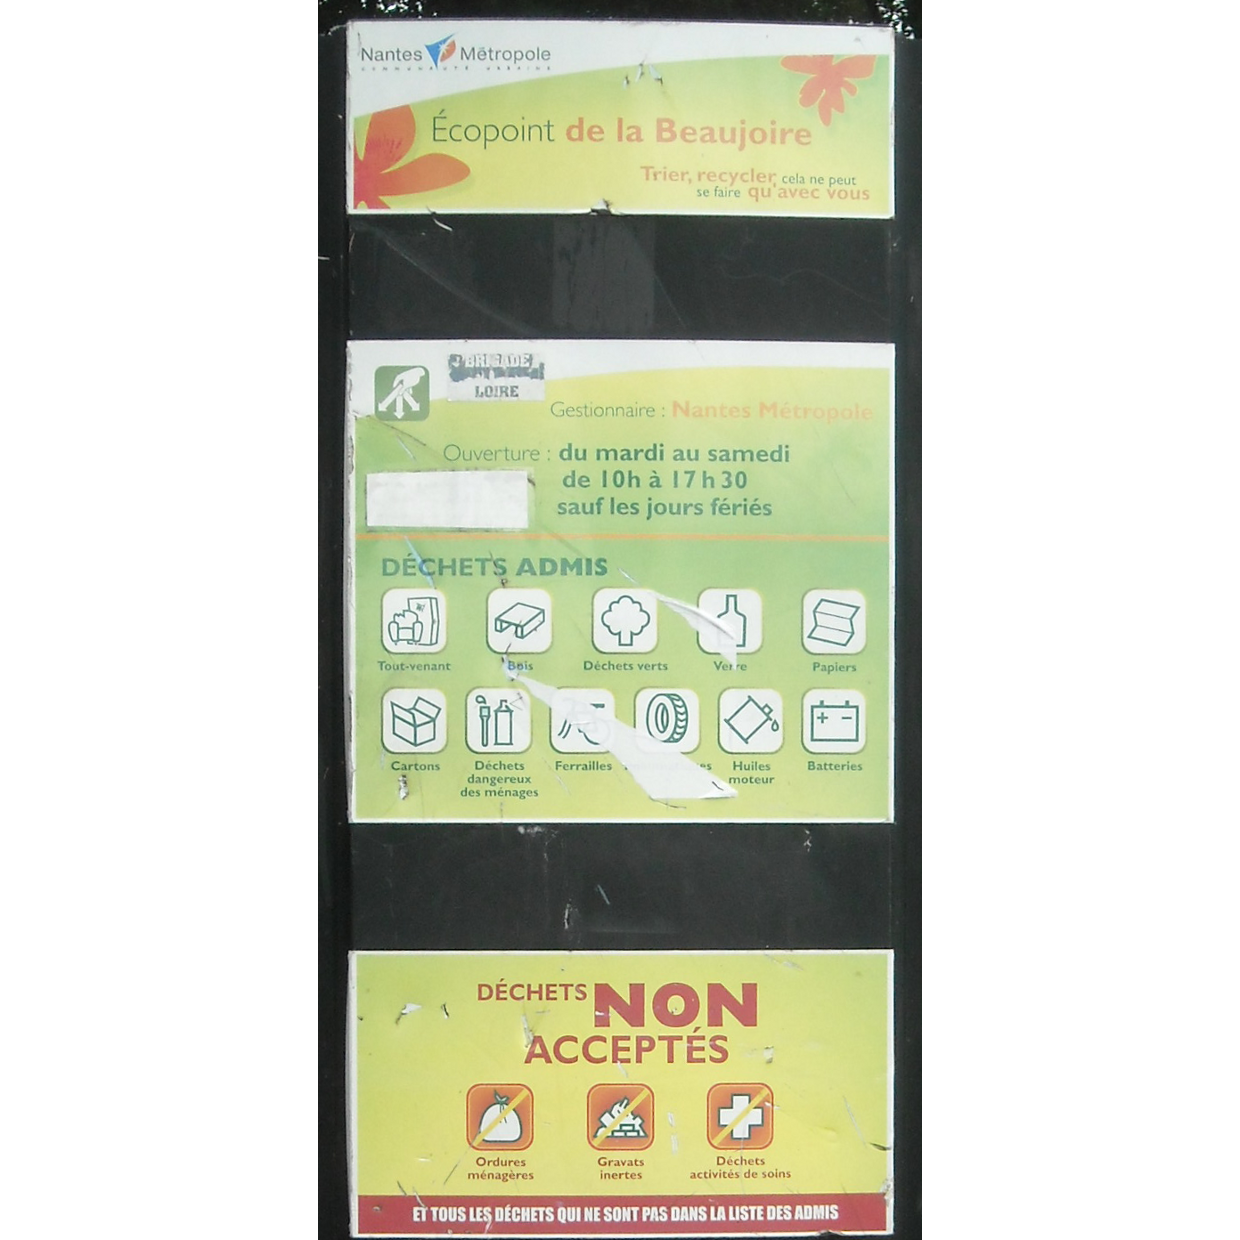 Nantes Métropole
COMMUNAUTÉ URBAINE
Écopoint de la Beaujoire
Trier, recycler, cela ne peut
se faire qu'avec vous
BRIGADE
LOIRE
Gestionnaire : Nantes Métropole
Ouverture : du mardi au samedi
de 10h à 17h30
sauf les jours fériés
DÉCHETS ADMIS
Tout-venant Bois Déchets verts Verre Papiers
Cartons Déchets Ferrailles Huiles Batteries
dangereux moteur
des ménages
DÉCHETS NON
ACCEPTÉS
Ordures Gravats Déchets
ménagères inertes activités de soins
ET TOUS LES DÉCHETS QUI NE SONT PAS DANS LA LISTE DES ADMIS